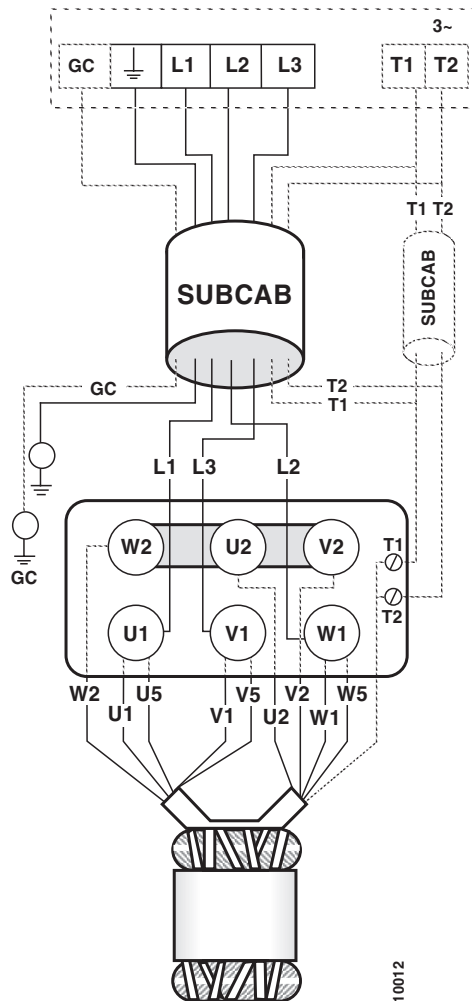 3~
GC L1 L2 L3 T1 T2
T1 T2
SUBCAB
SUBCAB
GC
T2
T1
L1 L3 L2
GC
W2 U2 V2
T1
T2
U1 V1 W1
W2 U5 V5 V2 W5
U1 V1 U2 W1
10012